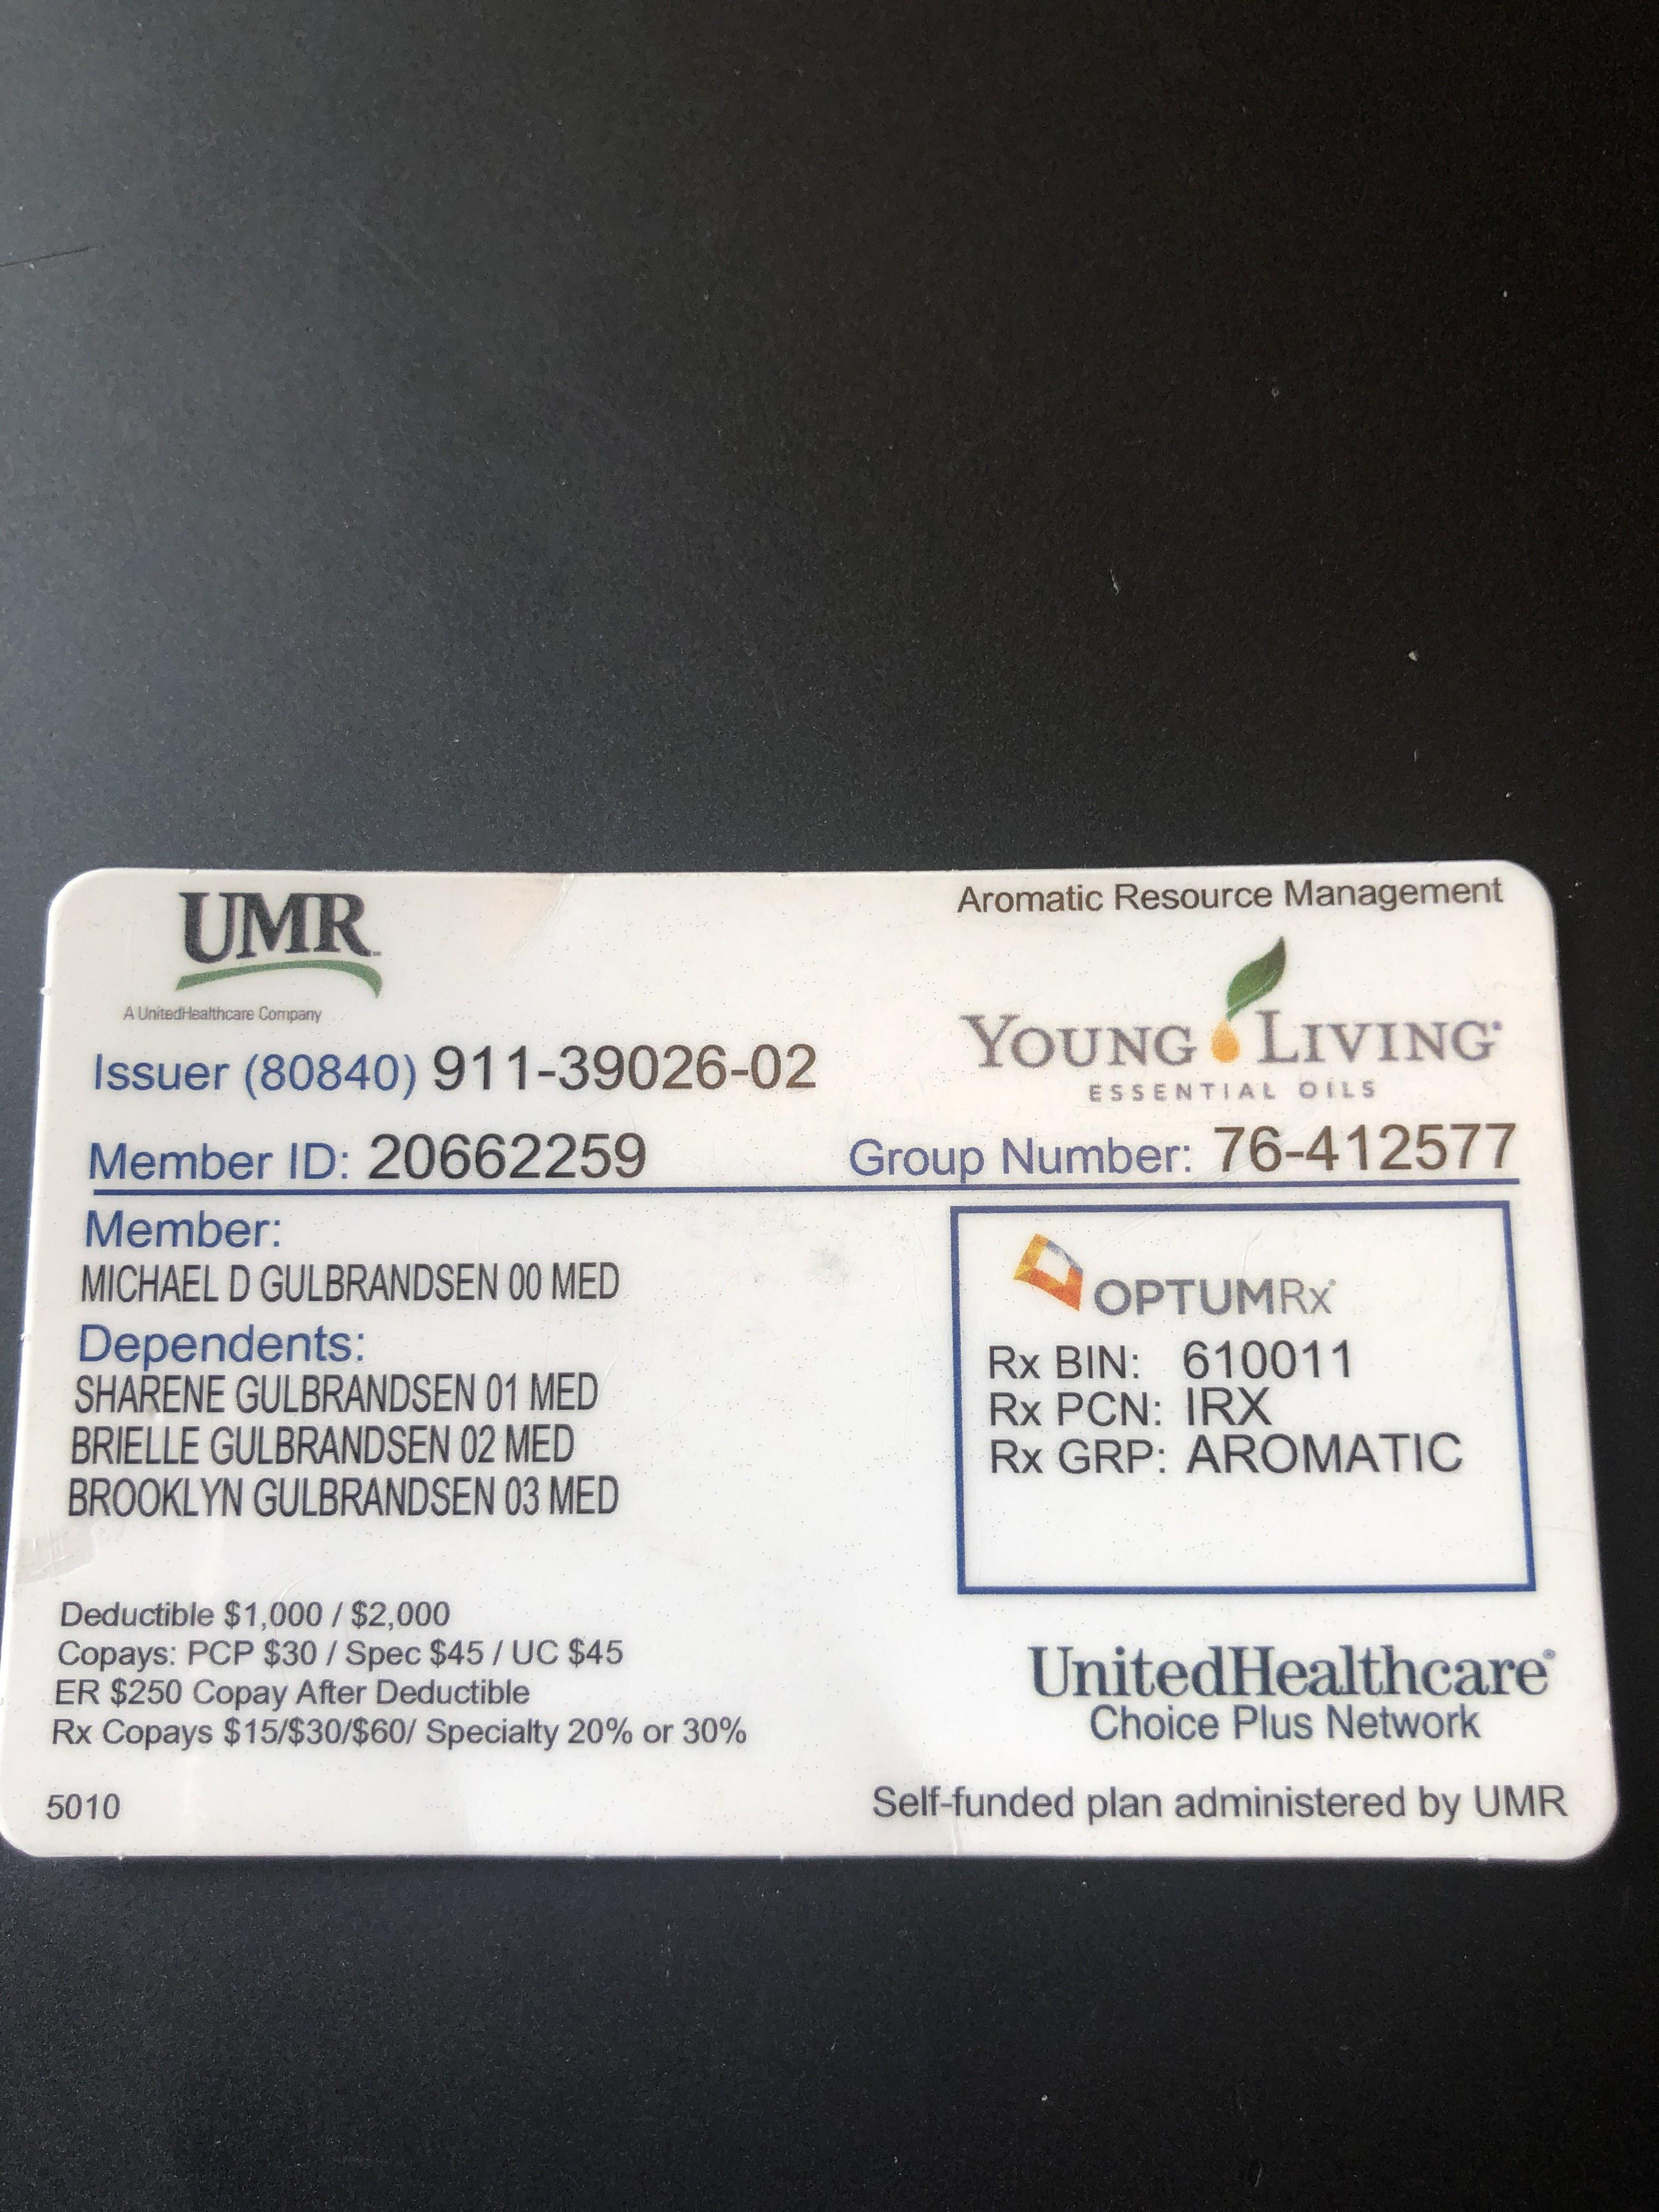 UMR
A UnitedHealthcare Company
Aromatic Resource Management
YOUNG LIVING
ESSENTIAL OILS
Issuer (80840) 911-39026-02
Member ID: 20662259
Group Number: 76-412577
Member:
MICHAEL D GULBRANDSEN 00 MED
Dependents:
SHARENE GULBRANDSEN 01 MED
BRIELLE GULBRANDSEN 02 MED
BROOKLYN GULBRANDSEN 03 MED
OPTUMRx
Rx BIN: 610011
Rx PCN: IRX
Rx GRP: AROMATIC
Deductible $1,000 / $2,000
Copays: PCP $30 / Spec $45 / UC $45
ER $250 Copay After Deductible
Rx Copays $15/$30/$60/ Specialty 20% or 30%
UnitedHealthcare®
Choice Plus Network
5010
Self-funded plan administered by UMR